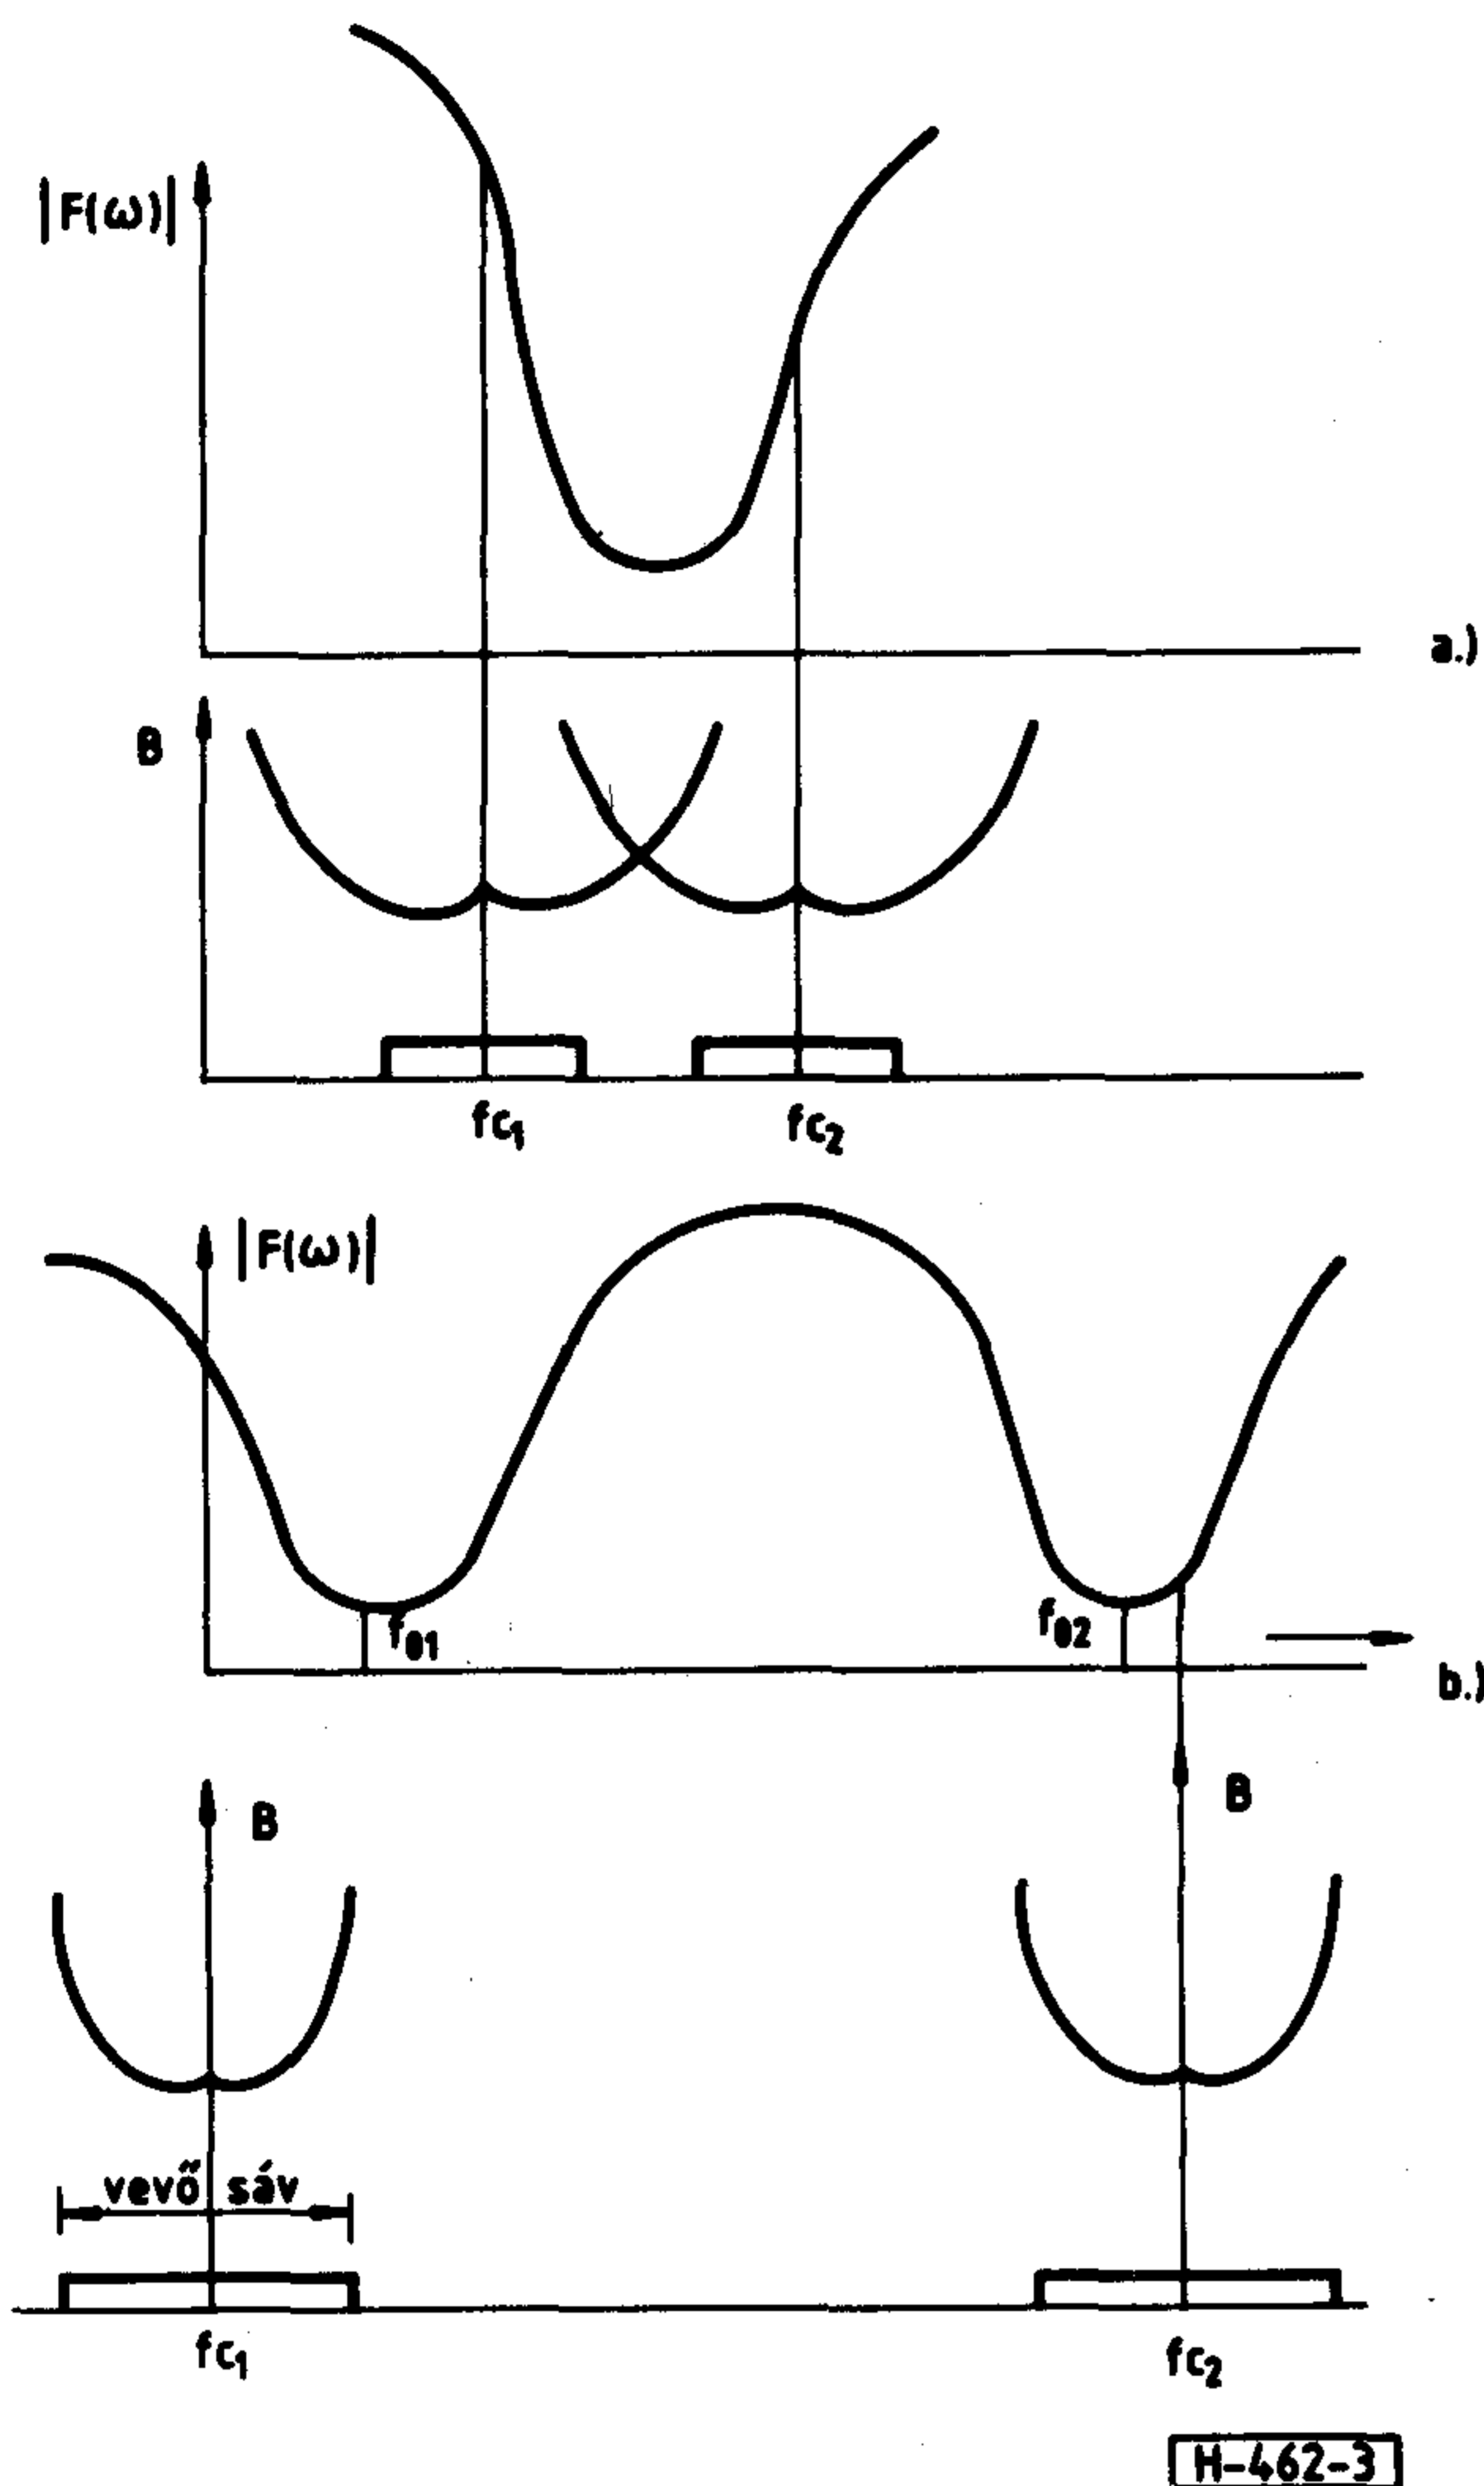 |F(ω)|
a.)
B
fc₁
fc₂
|F(ω)|
f₀₁
f₀₂
b.)
B
B
vevő sáv
fc₁
fc₂
H-462-3